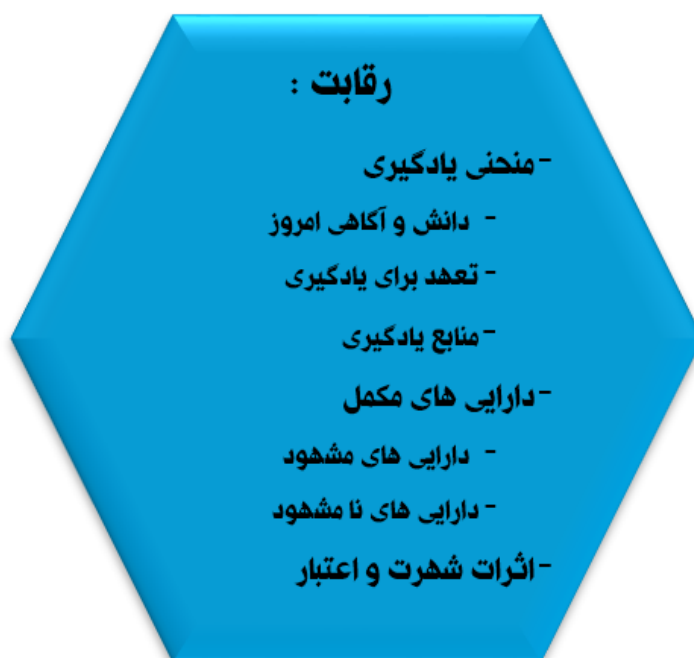 رقابت :
-منحنی یادگیری
- دانش و آگاهی امروز
-تعهد برای یادگیری
-منابع یادگیری
-دارایی های مکمل
- دارایی های مشهود
-دارایی های نا مشهود
-اثرات شهرت و اعتبار